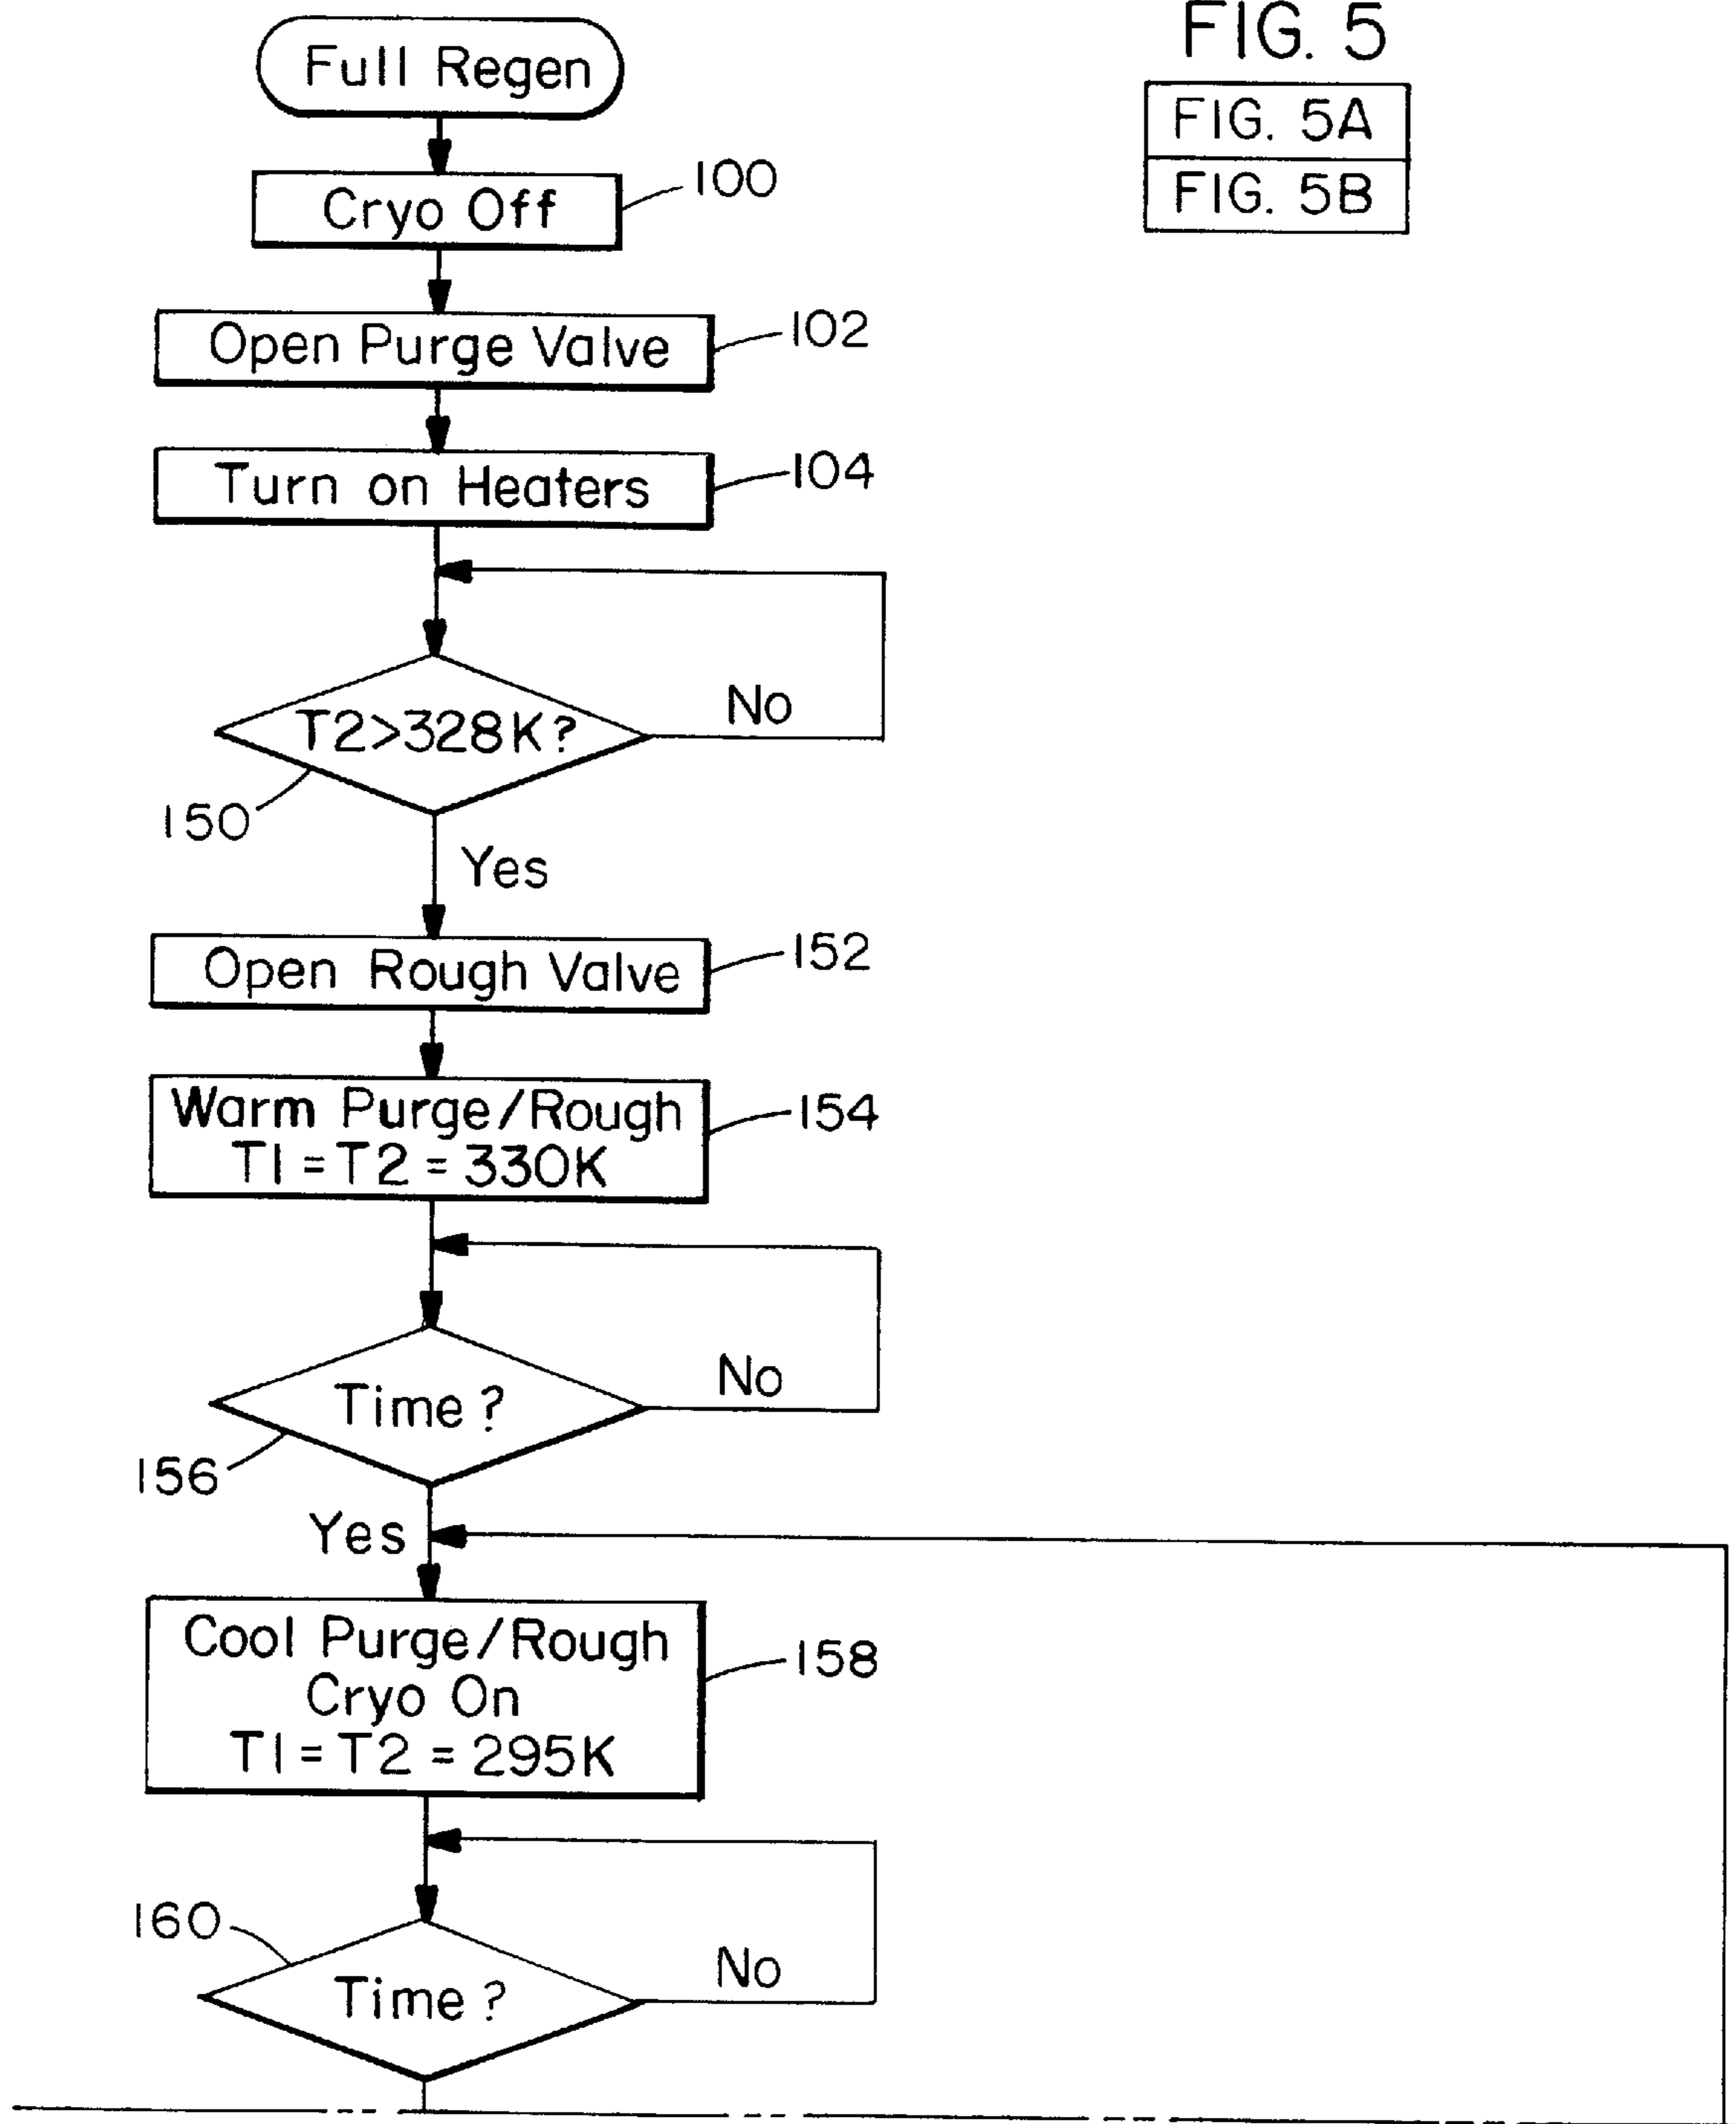 FIG. 5
FIG. 5A
FIG. 5B
Full Regen
Cryo Off
100
Open Purge Valve
102
Turn on Heaters
104
T2>328K?
No
150
Yes
Open Rough Valve
152
Warm Purge/Rough
T1=T2=330K
154
Time?
No
156
Yes
Cool Purge/Rough
Cryo On
T1=T2=295K
158
160
Time?
No